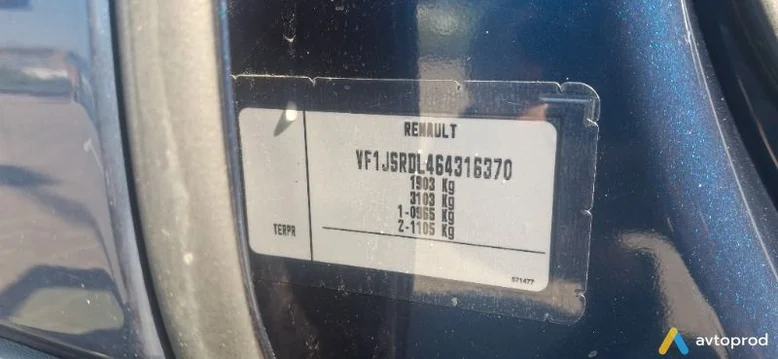 RENAULT
VF1JSRDL464316370
1903 Kg
3103 Kg
1-0965 Kg
2-1105 Kg
TERPR
571477
avtoprod